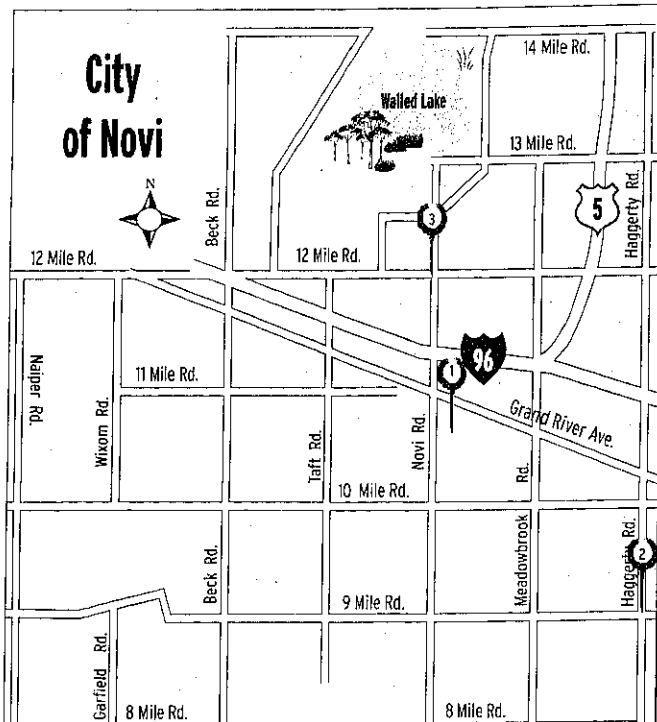 City
of Novi
N
14 Mile Rd.
Walled Lake
13 Mile Rd.
5
Haggerty Rd.
Beck Rd.
3
12 Mile Rd.
12 Mile Rd.
96
1
11 Mile Rd.
Naiper Rd.
Wixom Rd.
Taft Rd.
Novi Rd.
Grand River Ave.
10 Mile Rd.
Meadowbrook Rd.
Haggerty Rd.
2
Beck Rd.
9 Mile Rd.
Garfield Rd.
8 Mile Rd.
8 Mile Rd.